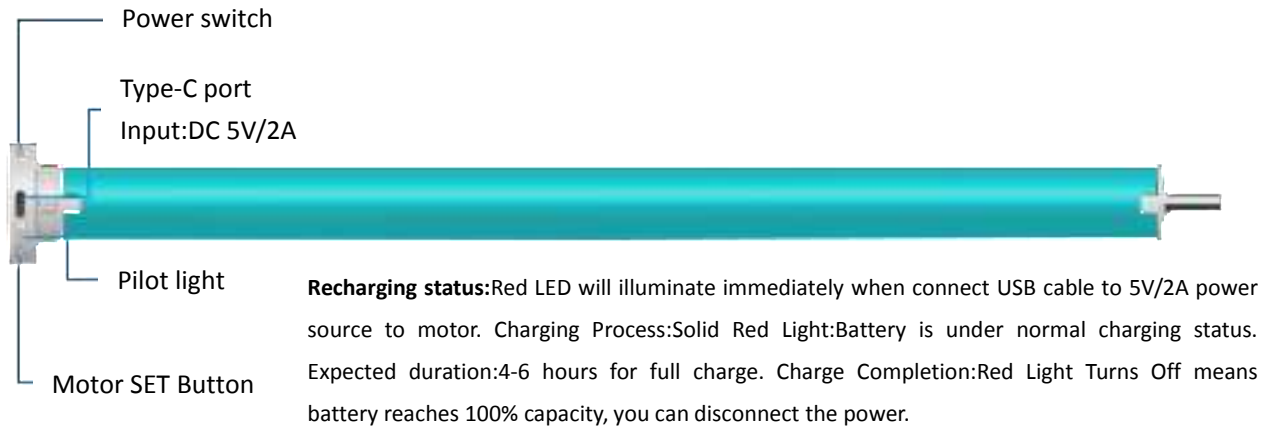 Power switch
Type-C port
Input:DC 5V/2A
Pilot light
Motor SET Button
Recharging status:Red LED will illuminate immediately when connect USB cable to 5V/2A power
source to motor. Charging Process:Solid Red Light:Battery is under normal charging status.
Expected duration:4-6 hours for full charge. Charge Completion:Red Light Turns Off means
battery reaches 100% capacity, you can disconnect the power.